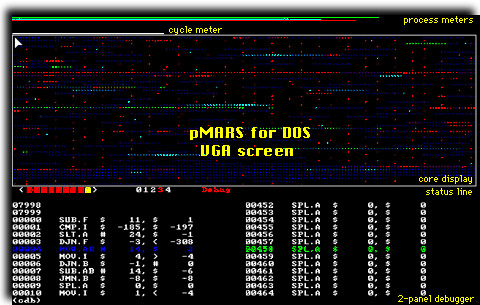 process meters
cycle meter
pMARS for DOS
VGA screen
core display
< > 01234 Debug
status line
07998 00452 SPL.A $ 0, $ 0
07999 00453 SPL.A $ 0, $ 0
00000 SUB.F $ 11, $ 1 00454 SPL.A $ 0, $ 0
00001 CMP.I $ -185, $ -197 00455 SPL.A $ 0, $ 0
00002 SLT.A # 24, $ -1 00456 SPL.A $ 0, $ 0
00003 DJN.F $ -3, < -308 00457 SPL.A $ 0, $ 0
00458 SPL.A $ 0, $ 0
00005 MOV.I $ 4, > -4 00459 SPL.A $ 0, $ 0
00006 DJN.B $ -1, # 0 00460 SPL.A $ 0, $ 0
00007 SUB.AB # 14, $ -6 00461 SPL.A $ 0, $ 0
00008 JMN.B $ -8, $ -8 00462 SPL.A $ 0, $ 0
00009 SPL.A $ 0, $ 0 00463 SPL.A $ 0, $ 0
00010 MOV.I $ 1, < -4 00464 SPL.A $ 0, $ 0
(cdb) 2-panel debugger